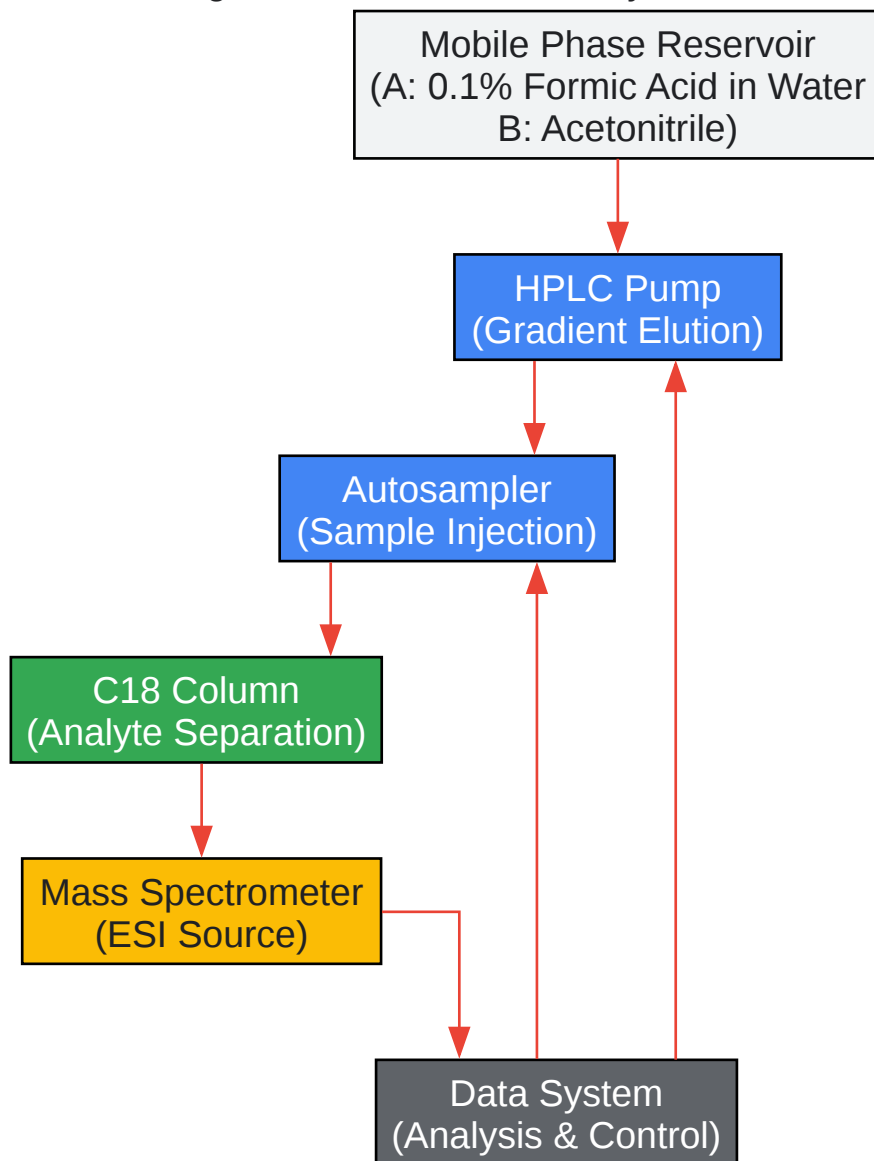 Mobile Phase Reservoir
(A: 0.1% Formic Acid in Water
B: Acetonitrile)
HPLC Pump
(Gradient Elution)
Autosampler
(Sample Injection)
C18 Column
(Analyte Separation)
Mass Spectrometer
(ESI Source)
Data System
(Analysis & Control)